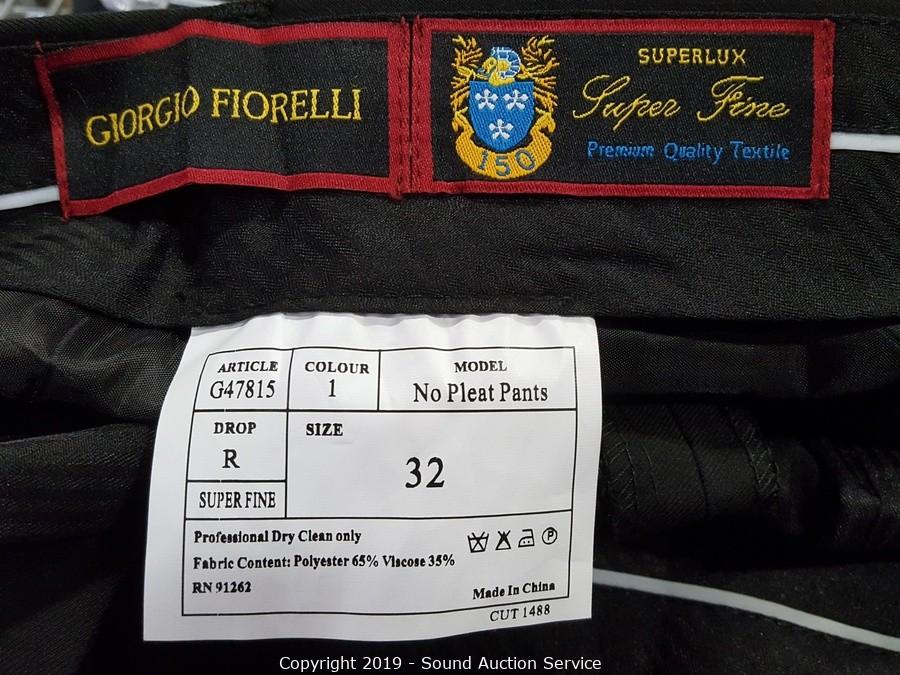 GIORGIO FIORELLI
SUPERLUX
Super Fine
Premium Quality Textile
150
ARTICLE
G47815
COLOUR
1
MODEL
No Pleat Pants
DROP
R
SIZE
32
SUPER FINE
Professional Dry Clean only
Fabric Content: Polyester 65% Viscose 35%
RN 91262
P
Made In China
CUT 1488
Copyright 2019 - Sound Auction Service